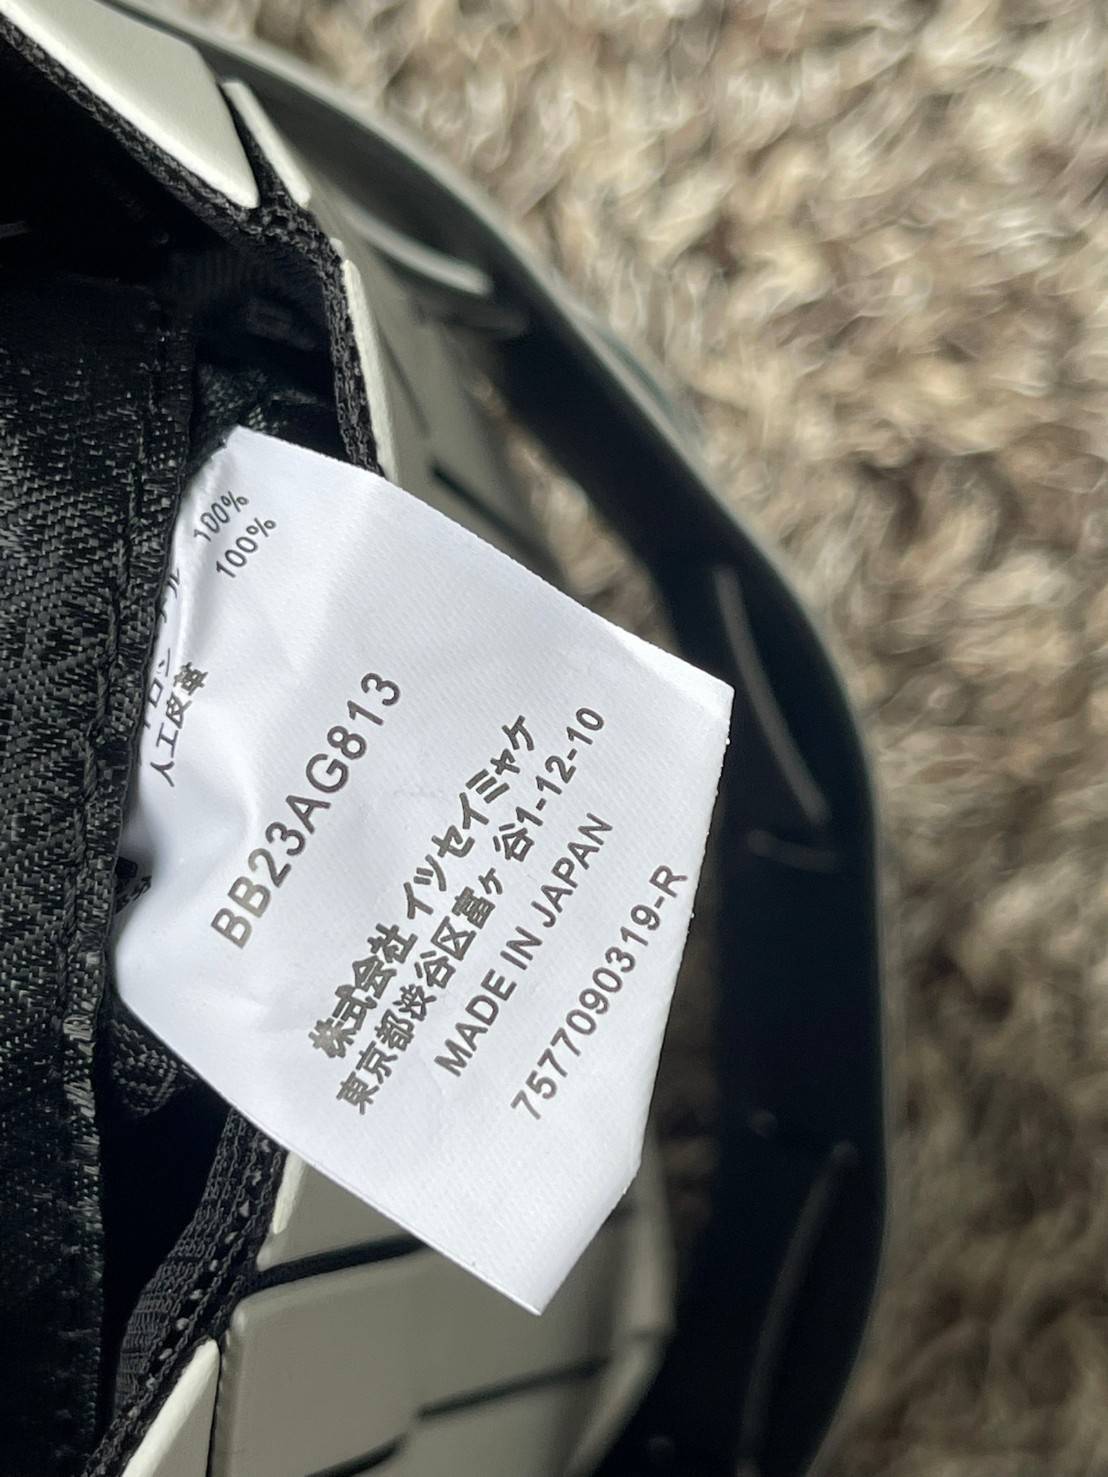 100%
人工皮革 100%
BB23AG813
株式会社 イッセイミャケ
東京都渋谷区富ヶ谷1-12-10
MADE IN JAPAN
7577090319-R